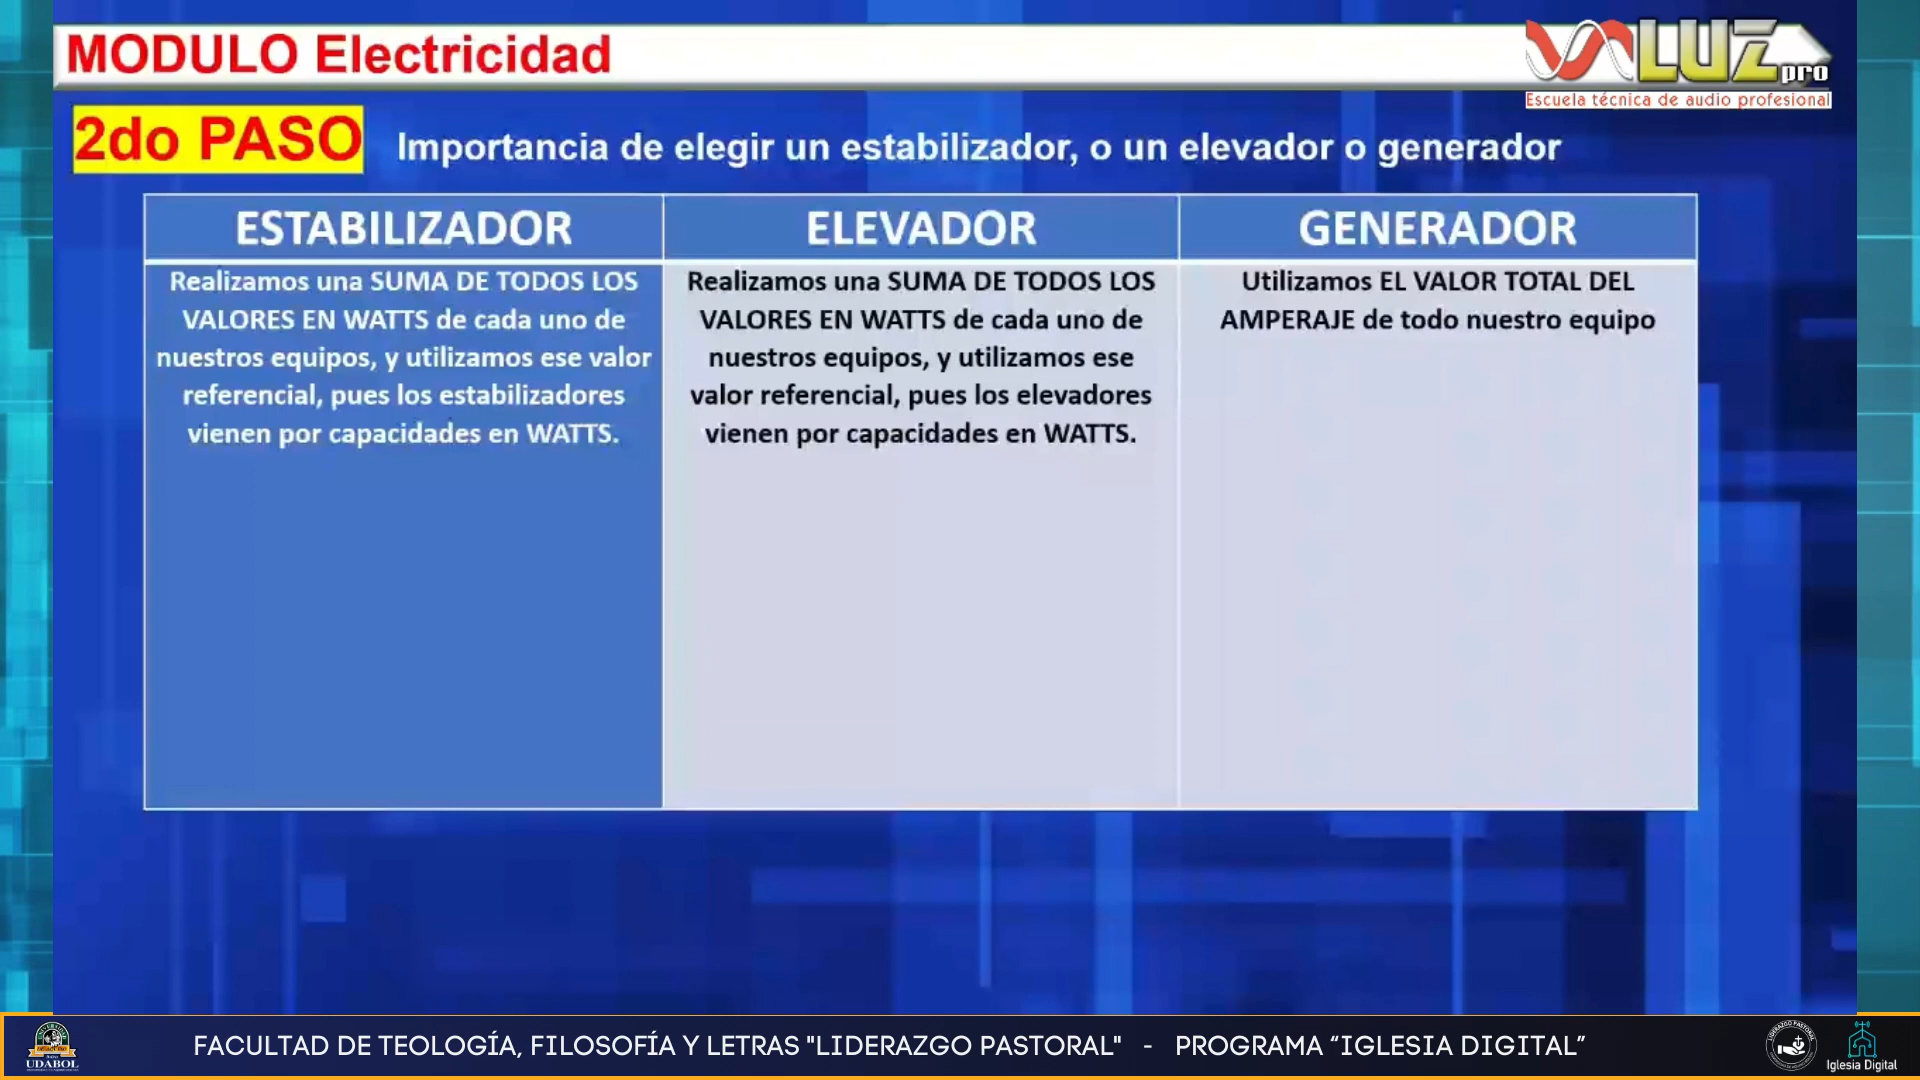 MODULO Electricidad
VALUZ pro
Escuela técnica de audio profesional
2do PASO
Importancia de elegir un estabilizador, o un elevador o generador
ESTABILIZADOR
Realizamos una SUMA DE TODOS LOS
VALORES EN WATTS de cada uno de
nuestros equipos, y utilizamos ese valor
referencial, pues los estabilizadores
vienen por capacidades en WATTS.
ELEVADOR
Realizamos una SUMA DE TODOS LOS
VALORES EN WATTS de cada uno de
nuestros equipos, y utilizamos ese
valor referencial, pues los elevadores
vienen por capacidades en WATTS.
GENERADOR
Utilizamos EL VALOR TOTAL DEL
AMPERAJE de todo nuestro equipo
UDABOL
FACULTAD DE TEOLOGÍA, FILOSOFÍA Y LETRAS "LIDERAZGO PASTORAL" - PROGRAMA “IGLESIA DIGITAL”
LIDERAZGO PASTORAL
Iglesia Digital